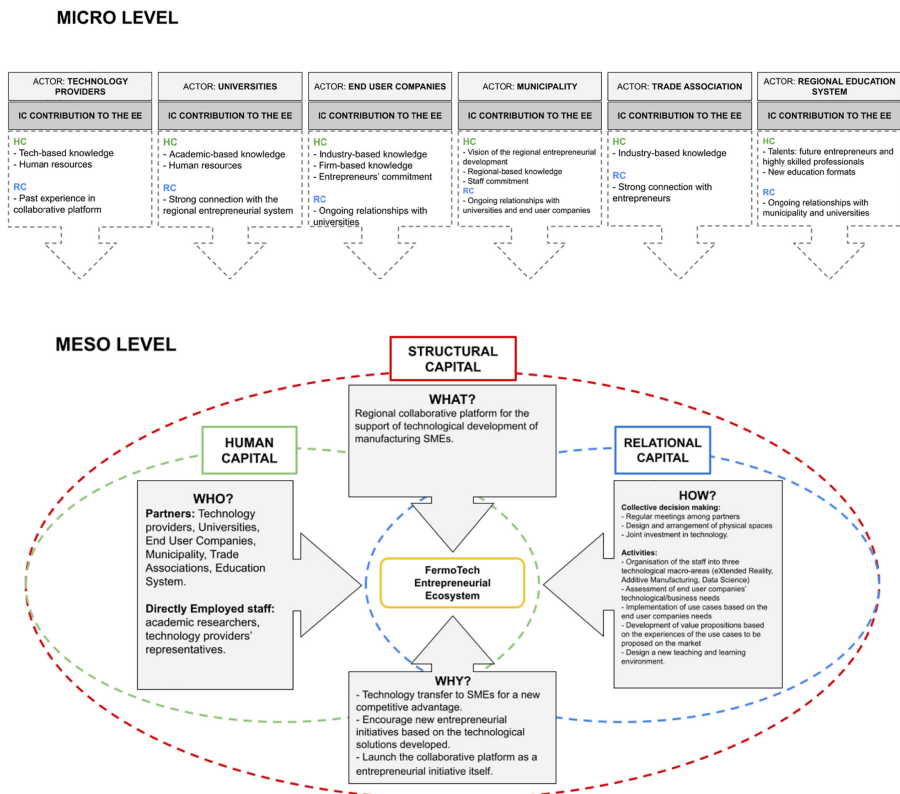 MICRO LEVEL
ACTOR: TECHNOLOGY
PROVIDERS
IC CONTRIBUTION TO THE EE
HC
- Tech-based knowledge
- Human resources
RC
- Past experience in
collaborative platform
ACTOR: UNIVERSITIES
IC CONTRIBUTION TO THE EE
HC
- Academic-based knowledge
- Human resources
RC
- Strong connection with the
regional entrepreneurial system
ACTOR: END USER COMPANIES
IC CONTRIBUTION TO THE EE
HC
- Industry-based knowledge
- Firm-based knowledge
- Entrepreneurs' commitment
RC
- Ongoing relationships with
universities
ACTOR: MUNICIPALITY
IC CONTRIBUTION TO THE EE
HC
- Vision of the regional entrepreneurial
development
- Regional-based knowledge
- Staff commitment
RC
- Ongoing relationships with
universities and end user companies
ACTOR: TRADE ASSOCIATION
IC CONTRIBUTION TO THE EE
HC
- Industry-based knowledge
RC
- Strong connection with
entrepreneurs
ACTOR: REGIONAL EDUCATION
SYSTEM
IC CONTRIBUTION TO THE EE
HC
- Talents: future entrepreneurs and
highly skilled professionals
- New education formats
RC
- Ongoing relationships with
municipality and universities
MESO LEVEL
STRUCTURAL
CAPITAL
WHAT?
Regional collaborative platform for the
support of technological development of
manufacturing SMEs.
HUMAN
CAPITAL
WHO?
Partners: Technology
providers, Universities,
End User Companies,
Municipality, Trade
Associations, Education
System.
Directly Employed staff:
academic researchers,
technology providers'
representatives.
FermoTech
Entrepreneurial
Ecosystem
RELATIONAL
CAPITAL
HOW?
Collective decision making:
- Regular meetings among partners
- Design and arrangement of physical spaces
- Joint investment in technology.
Activities:
- Organisation of the staff into three
technological macro-areas (eXtended Reality,
Additive Manufacturing, Data Science)
- Assessment of end user companies'
technological/business needs
- Implementation of use cases based on the
end user companies needs
- Development of value propositions based
on the experiences of the use cases to be
proposed on the market
- Design a new teaching and learning
environment.
WHY?
- Technology transfer to SMEs for a new
competitive advantage.
- Encourage new entrepreneurial
initiatives based on the technological
solutions developed.
- Launch the collaborative platform as a
entrepreneurial initiative itself.